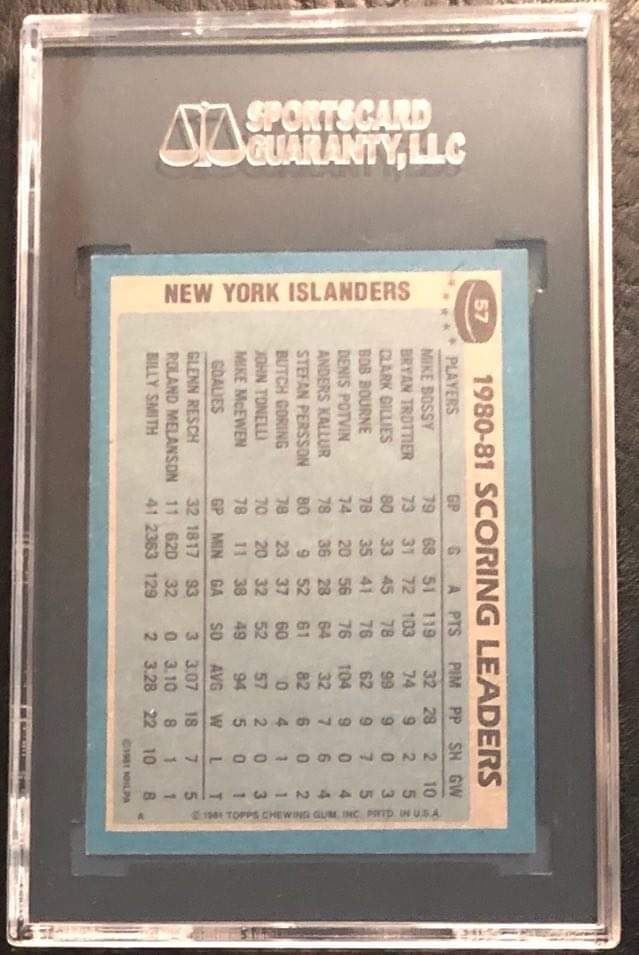 SPORTSCARD
GUARANTY, LLC
NEW YORK ISLANDERS
57
1980-81 SCORING LEADERS
PLAYERS GP G A PTS PIM PP SH GW
MIKE BOSSY 79 68 51 119 32 28 2 10
BRYAN TROTTIER 73 31 72 103 74 9 2 5
CLARK GILLIES 80 33 45 78 99 9 0 3
BOB BOURNE 78 35 41 76 62 9 7 5
DENIS POTVIN 74 20 56 76 104 9 0 4
ANDERS KALLUR 78 36 28 64 32 7 6 4
STEFAN PERSSON 80 9 52 61 82 6 0 2
BUTCH GORING 78 23 37 60 0 4 1 1
JOHN TONELLI 70 20 32 52 57 2 0 3
MIKE McEWEN 78 11 38 49 94 5 0 1
GOALIES GP MIN GA SO AVG W L T
GLENN RESCH 32 1817 93 3 3.07 18 7 5
ROLAND MELANSON 11 620 32 0 3.10 8 1 1
BILLY SMITH 41 2363 129 2 3.28 22 10 8
©1981 NHLPA
A
© 1981 TOPPS CHEWING GUM, INC. PRTD. IN U.S.A.